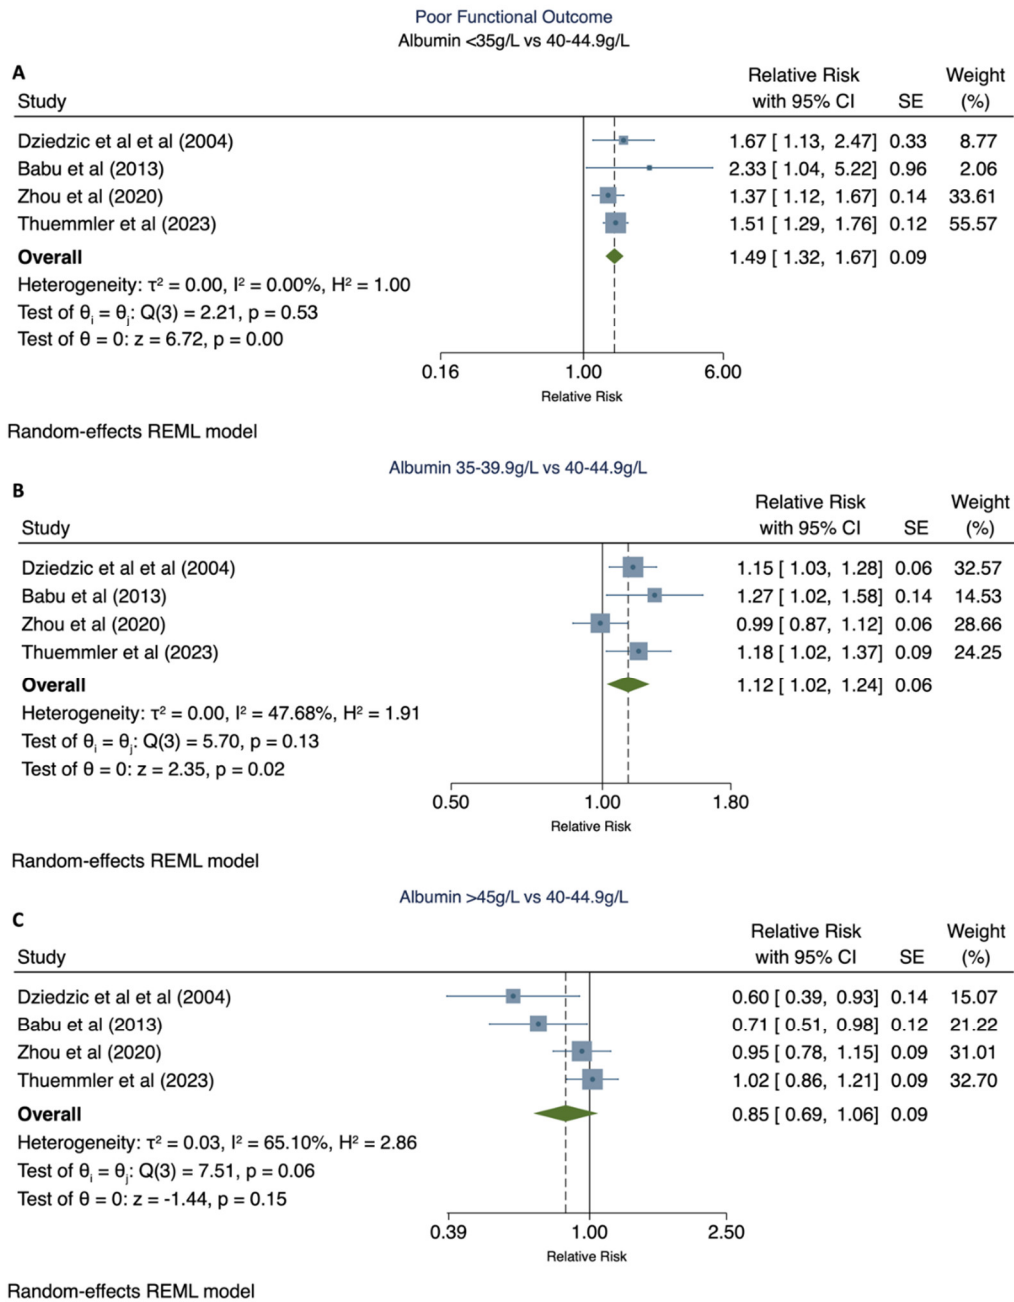 Poor Functional Outcome
Albumin <35g/L vs 40-44.9g/L
A
Relative Risk Weight
Study with 95% CI SE (%)
Dziedzic et al et al (2004) 1.67 [ 1.13, 2.47] 0.33 8.77
Babu et al (2013) 2.33 [ 1.04, 5.22] 0.96 2.06
Zhou et al (2020) 1.37 [ 1.12, 1.67] 0.14 33.61
Thuemmler et al (2023) 1.51 [ 1.29, 1.76] 0.12 55.57
Overall 1.49 [ 1.32, 1.67] 0.09
Heterogeneity: τ² = 0.00, I² = 0.00%, H² = 1.00
Test of θᵢ = θⱼ: Q(3) = 2.21, p = 0.53
Test of θ = 0: z = 6.72, p = 0.00
0.16 1.00 6.00
Relative Risk
Random-effects REML model
Albumin 35-39.9g/L vs 40-44.9g/L
B
Relative Risk Weight
Study with 95% CI SE (%)
Dziedzic et al et al (2004) 1.15 [ 1.03, 1.28] 0.06 32.57
Babu et al (2013) 1.27 [ 1.02, 1.58] 0.14 14.53
Zhou et al (2020) 0.99 [ 0.87, 1.12] 0.06 28.66
Thuemmler et al (2023) 1.18 [ 1.02, 1.37] 0.09 24.25
Overall 1.12 [ 1.02, 1.24] 0.06
Heterogeneity: τ² = 0.00, I² = 47.68%, H² = 1.91
Test of θᵢ = θⱼ: Q(3) = 5.70, p = 0.13
Test of θ = 0: z = 2.35, p = 0.02
0.50 1.00 1.80
Relative Risk
Random-effects REML model
Albumin >45g/L vs 40-44.9g/L
C
Relative Risk Weight
Study with 95% CI SE (%)
Dziedzic et al et al (2004) 0.60 [ 0.39, 0.93] 0.14 15.07
Babu et al (2013) 0.71 [ 0.51, 0.98] 0.12 21.22
Zhou et al (2020) 0.95 [ 0.78, 1.15] 0.09 31.01
Thuemmler et al (2023) 1.02 [ 0.86, 1.21] 0.09 32.70
Overall 0.85 [ 0.69, 1.06] 0.09
Heterogeneity: τ² = 0.03, I² = 65.10%, H² = 2.86
Test of θᵢ = θⱼ: Q(3) = 7.51, p = 0.06
Test of θ = 0: z = -1.44, p = 0.15
0.39 1.00 2.50
Relative Risk
Random-effects REML model